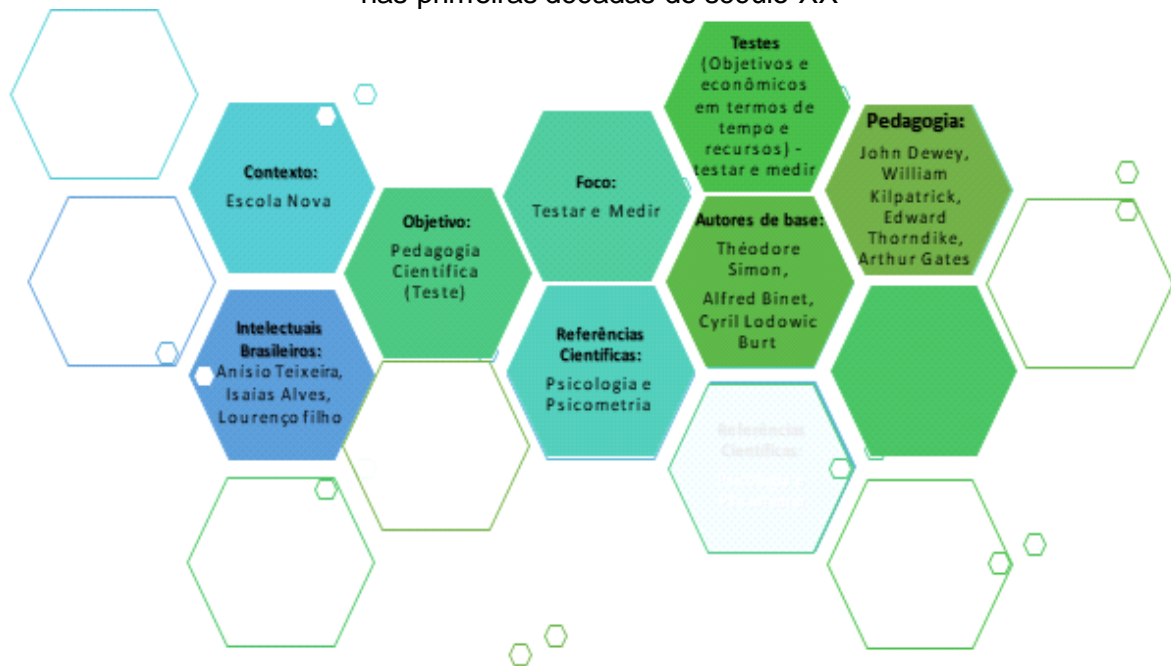 nas primeiras décadas do século XX
Testes
(Objetivos e
econômicos
em termos de
tempo e
recursos) -
testar e medir
Pedagogia:
John Dewey,
William
Kilpatrick,
Edward
Thorndike,
Arthur Gates
Contexto:
Escola Nova
Foco:
Testar e Medir
Objetivo:
Pedagogia
Científica
(Teste)
Autores de base:
Théodore
Simon,
Alfred Binet,
Cyril Lodowic
Burt
Intelectuais
Brasileiros:
Anísio Teixeira,
Isaías Alves,
Lourenço filho
Referências
Científicas:
Psicologia e
Psicometria
Referências
Científicas: